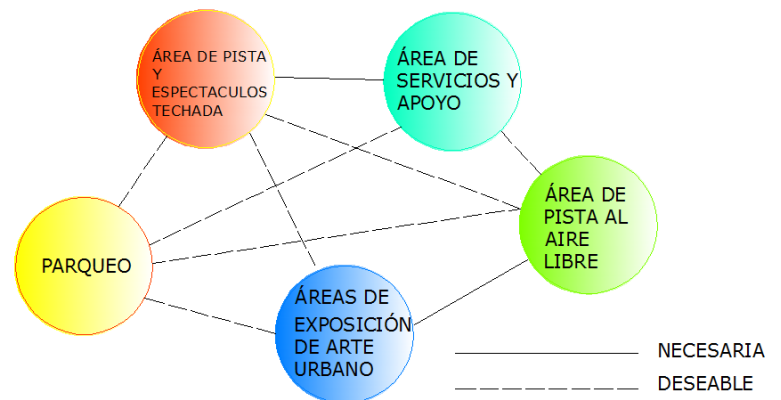 ÁREA DE PISTA
Y
ESPECTACULOS
TECHADA
ÁREA DE
SERVICIOS Y
APOYO
ÁREA DE
PISTA AL
AIRE
LIBRE
PARQUEO
ÁREAS DE
EXPOSICIÓN
DE ARTE
URBANO
NECESARIA
DESEABLE